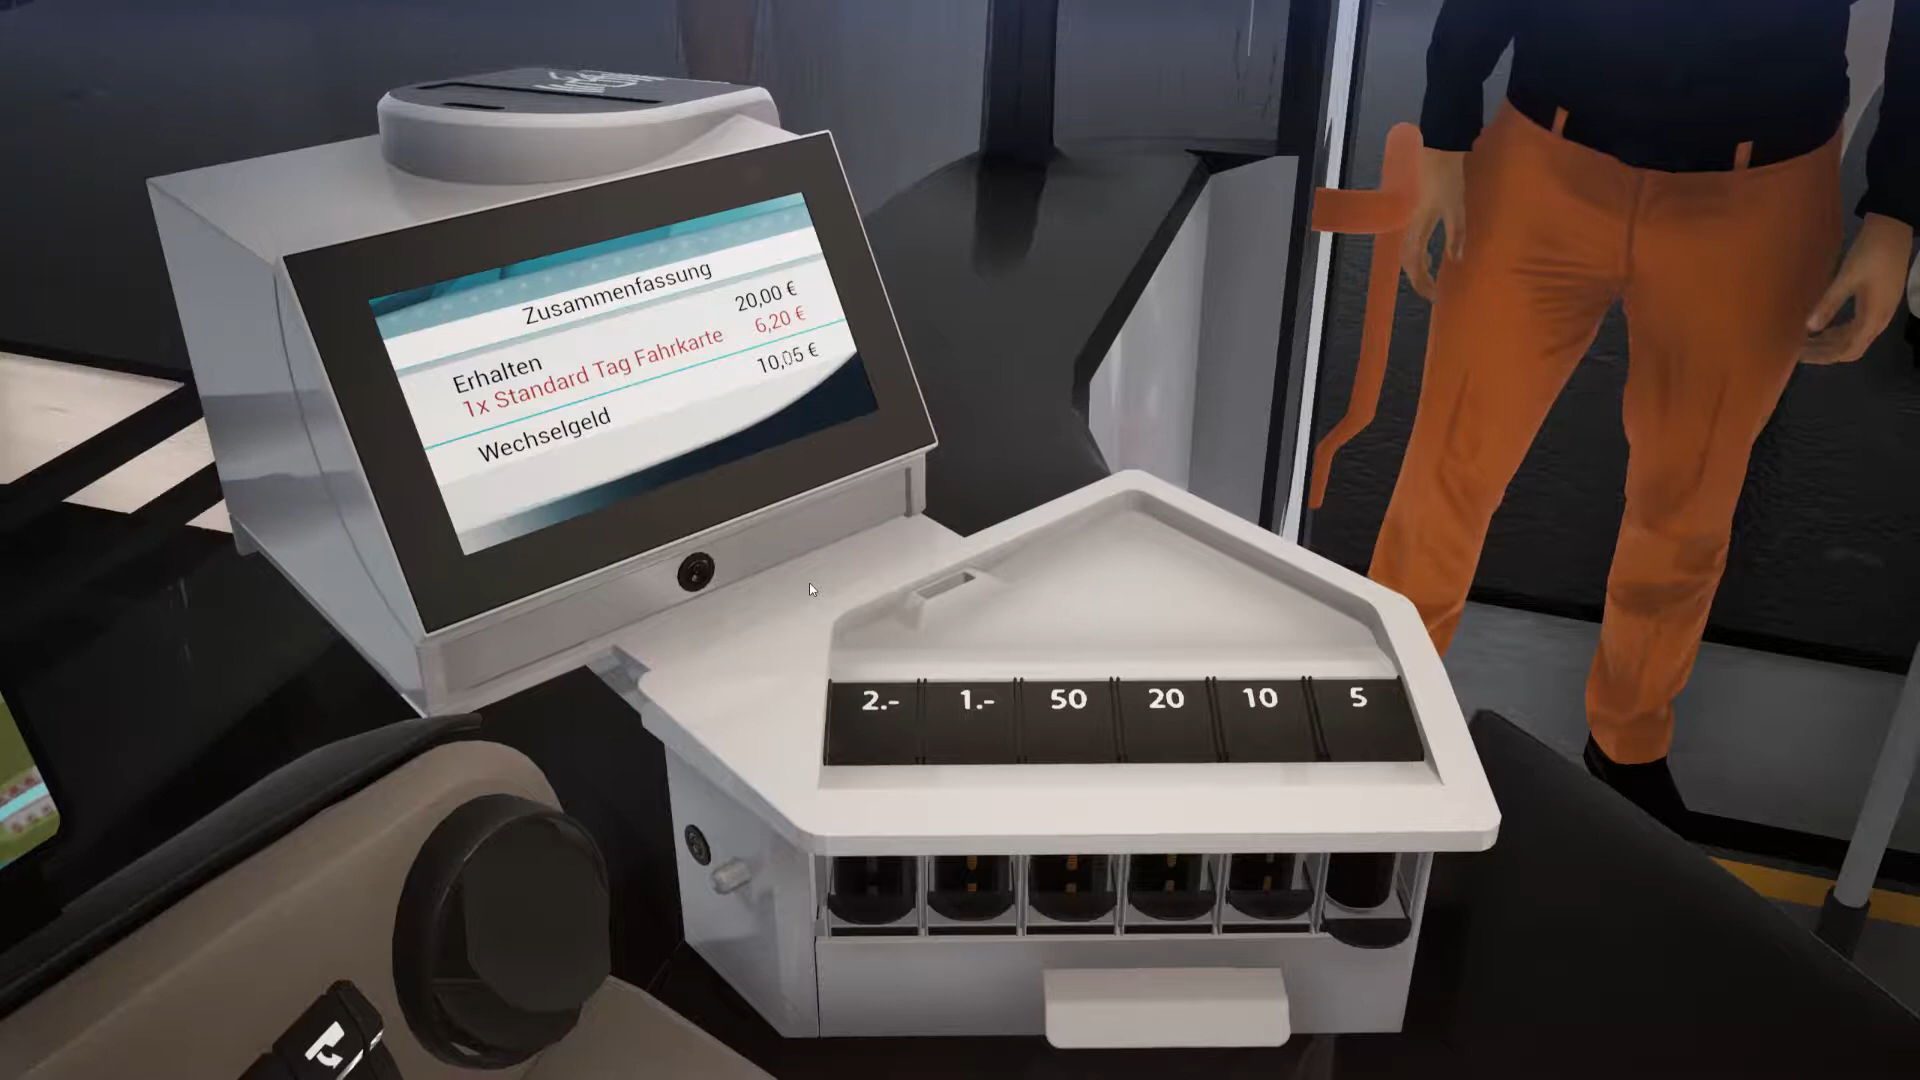 Zusammenfassung
Erhalten 20,00 €
1x Standard Tag Fahrkarte 6,20 €
Wechselgeld 10,05 €
2.- 1.- 50 20 10 5